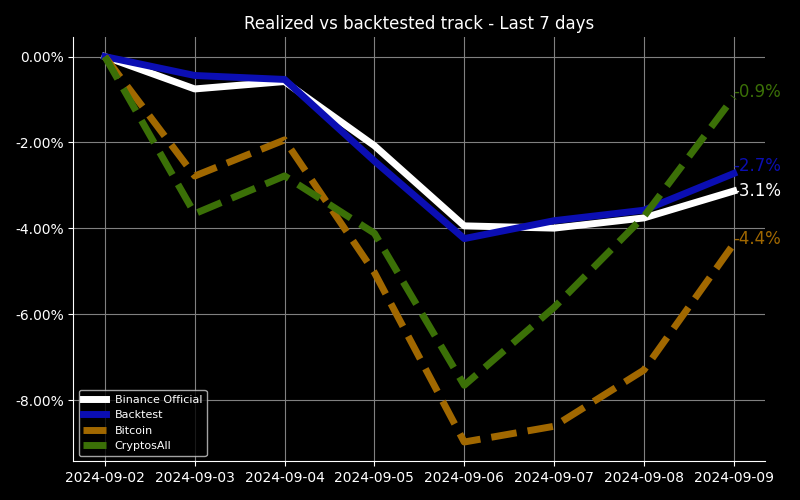 Realized vs backtested track - Last 7 days
0.00%
-2.00%
-4.00%
-6.00%
-8.00%
-0.9%
-2.7%
-3.1%
-4.4%
Binance Official
Backtest
Bitcoin
CryptosAll
2024-09-02 2024-09-03 2024-09-04 2024-09-05 2024-09-06 2024-09-07 2024-09-08 2024-09-09